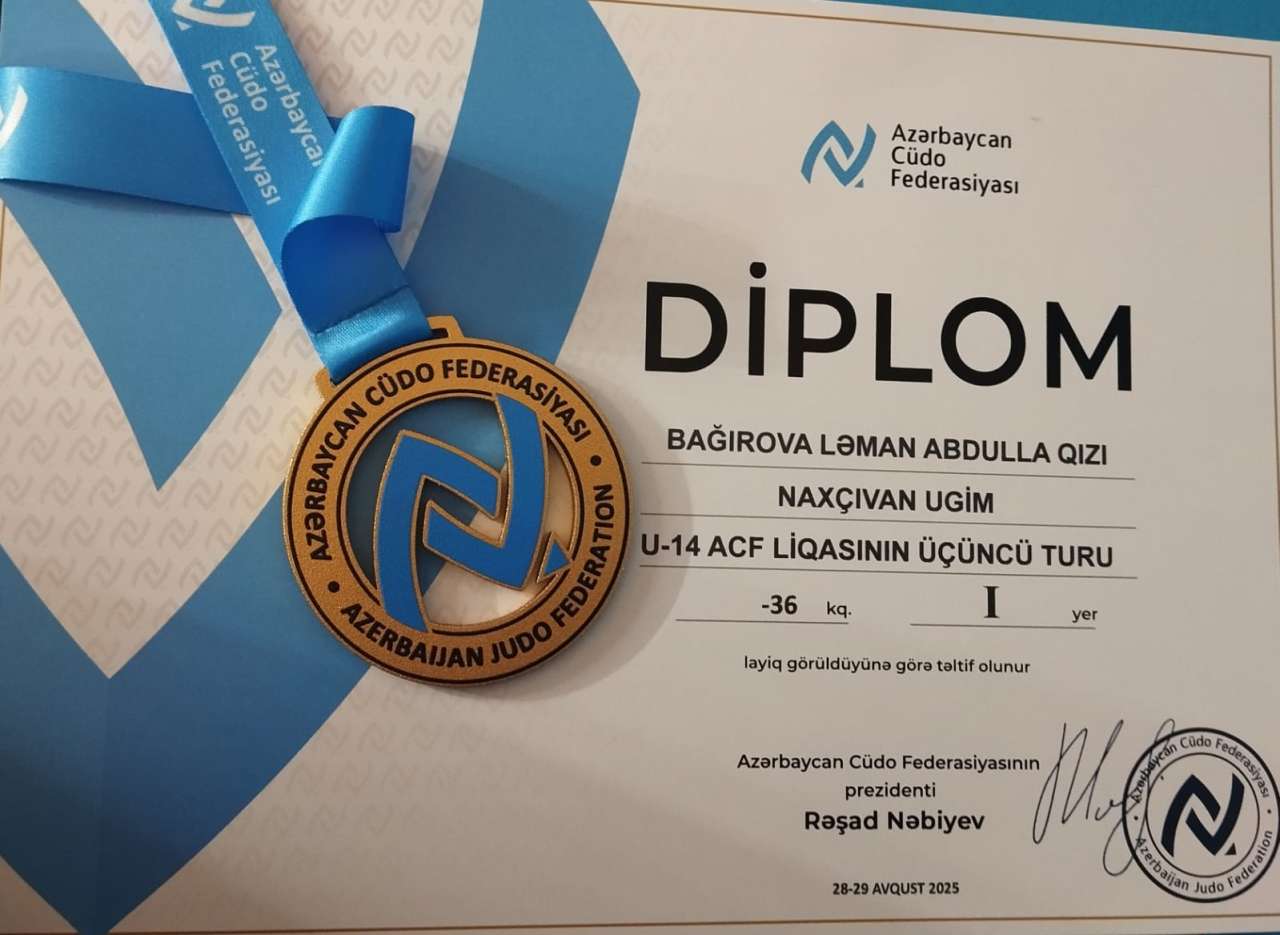 Azərbaycan
Cüdo
Federasiyası
AZƏRBAYCAN CÜDO FEDERASİYASI
AZERBAIJAN JUDO FEDERATION
Azərbaycan
Cüdo
Federasiyası
DİPLOM
BAĞIROVA LƏMAN ABDULLA QIZI
NAXÇIVAN UGİM
U-14 ACF LİQASININ ÜÇÜNCÜ TURU
-36 kq. I yer
layiq görüldüyünə görə təltif olunur
Azərbaycan Cüdo Federasiyasının
prezidenti
Rəşad Nəbiyev
28-29 AVQUST 2025
Azərbaycan Cüdo Federasiyası
Azerbaijan Judo Federation